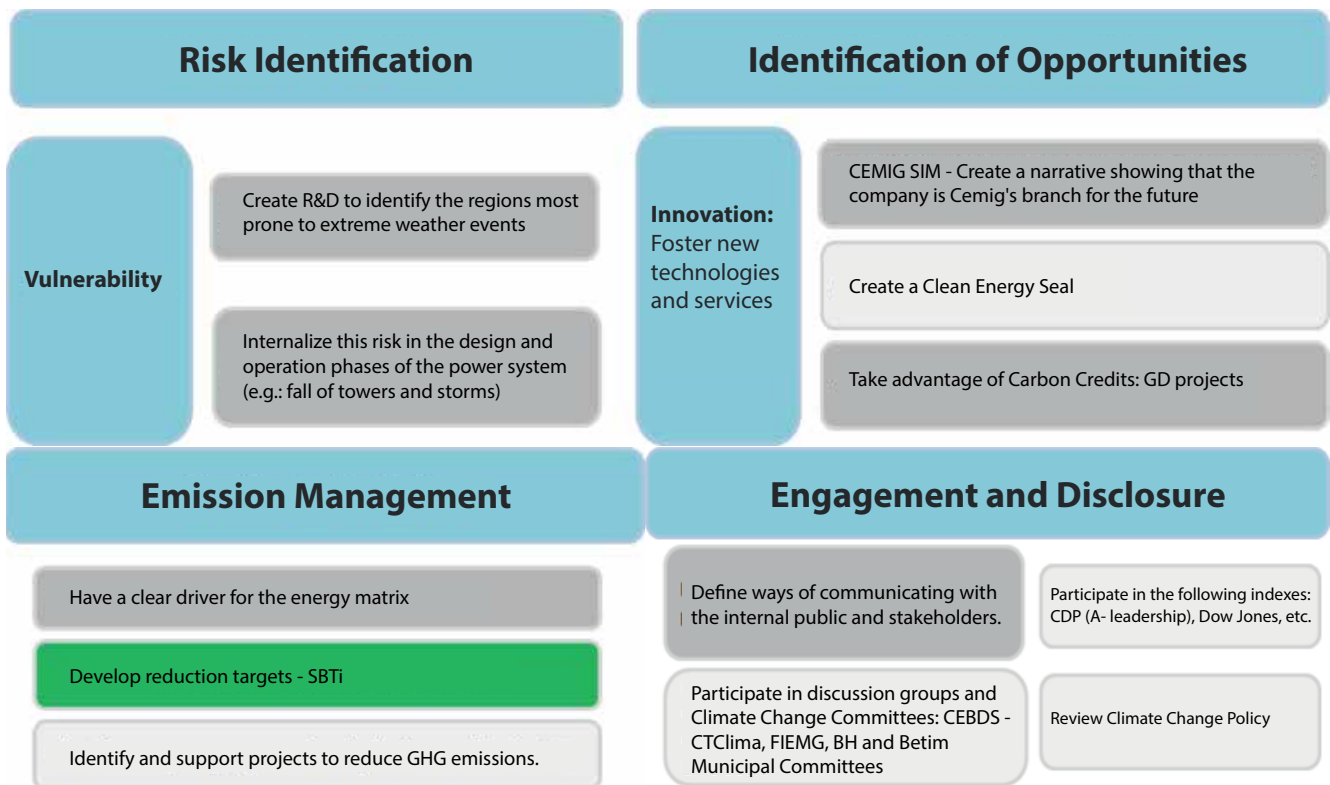 Risk Identification
Identification of Opportunities
Vulnerability
Create R&D to identify the regions most
prone to extreme weather events
Internalize this risk in the design and
operation phases of the power system
(e.g.: fall of towers and storms)
Innovation:
Foster new
technologies
and services
CEMIG SIM - Create a narrative showing that the
company is Cemig's branch for the future
Create a Clean Energy Seal
Take advantage of Carbon Credits: GD projects
Emission Management
Engagement and Disclosure
Have a clear driver for the energy matrix
Develop reduction targets - SBTi
Identify and support projects to reduce GHG emissions.
Define ways of communicating with
the internal public and stakeholders.
Participate in the following indexes:
CDP (A- leadership), Dow Jones, etc.
Participate in discussion groups and
Climate Change Committees: CEBDS -
CTClima, FIEMG, BH and Betim
Municipal Committees
Review Climate Change Policy